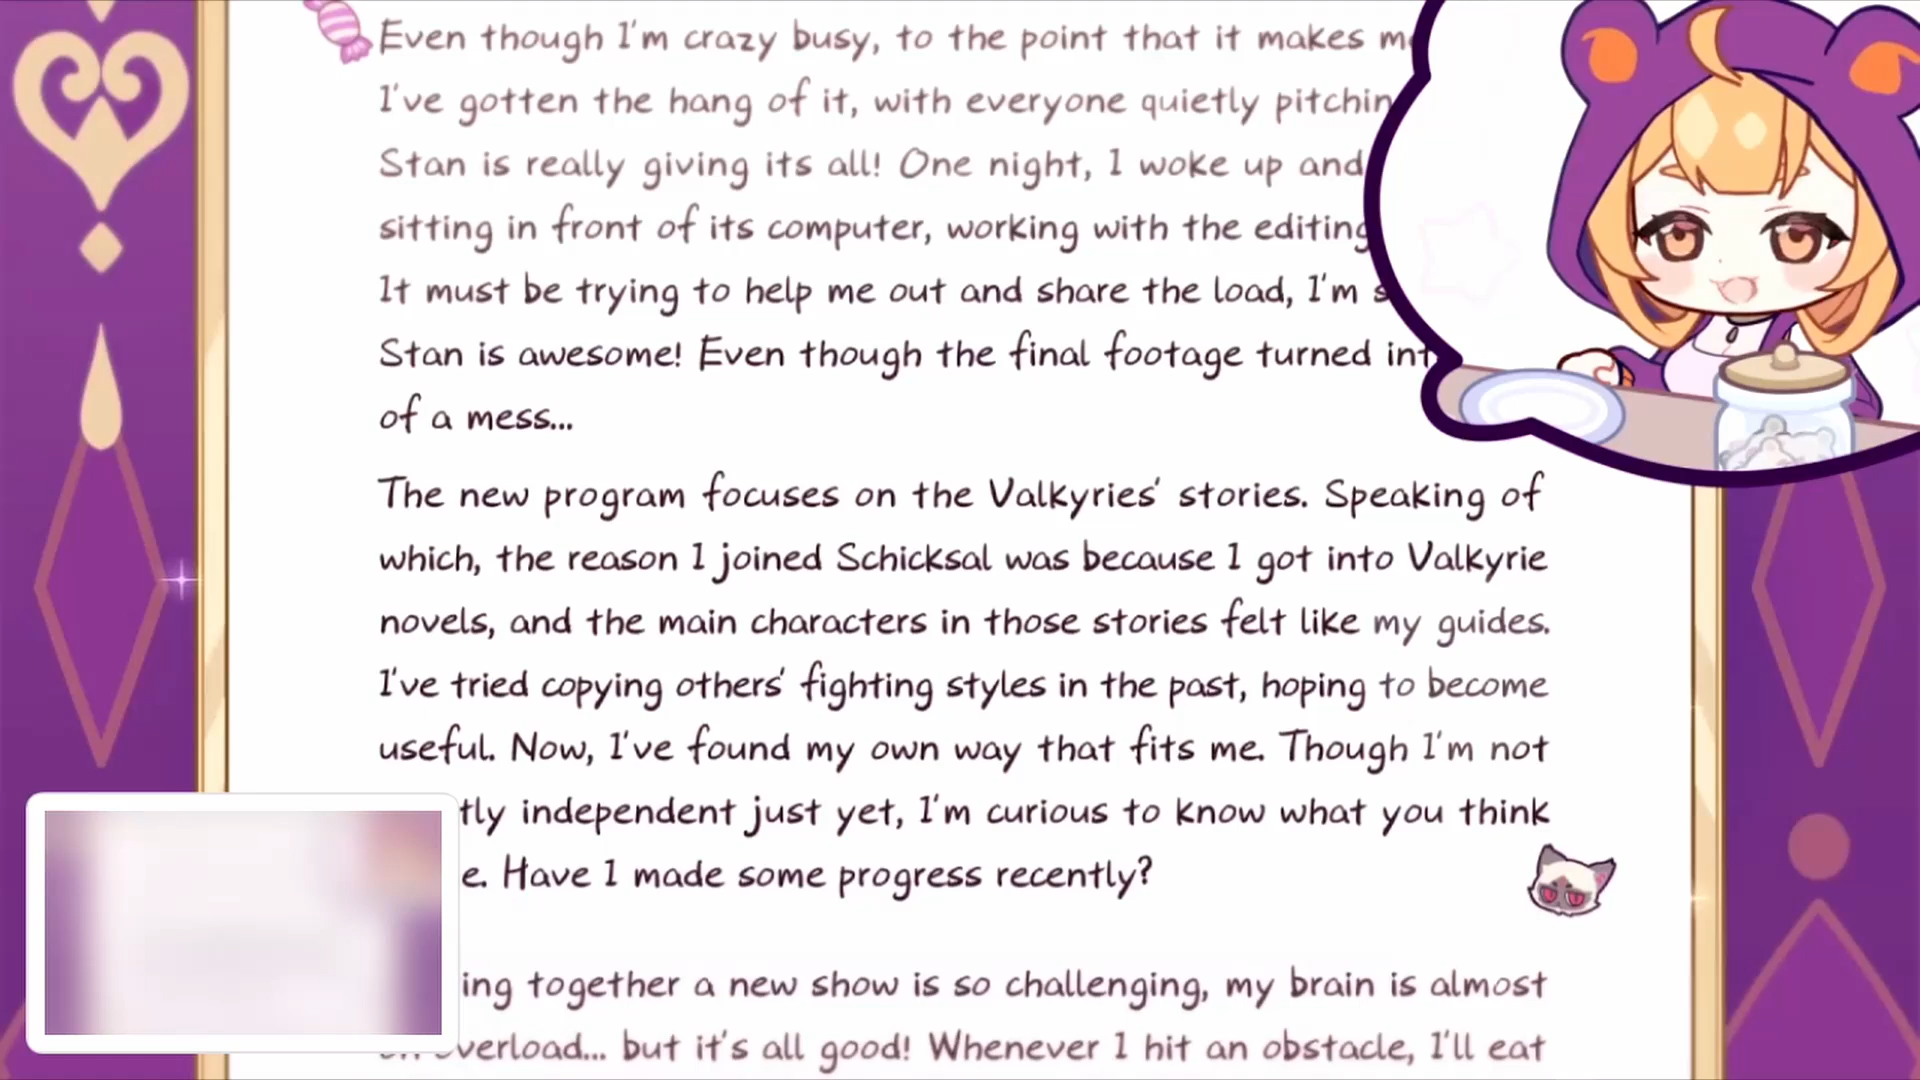 Even though I'm crazy busy, to the point that it makes
I've gotten the hang of it, with everyone quietly
Stan is really giving its all! One night, I woke up and
sitting in front of its computer, working with the editing
It must be trying to help me out and share the load, I'm
Stan is awesome! Even though the final footage turned
of a mess...
The new program focuses on the Valkyries' stories. Speaking of
which, the reason I joined Schicksal was because I got into Valkyrie
novels, and the main characters in those stories felt like my guides.
I've tried copying others' fighting styles in the past, hoping to become
useful. Now, I've found my own way that fits me. Though I'm not
independent just yet, I'm curious to know what you think
Have I made some progress recently?
together a new show is so challenging, my brain is almost
but it's all good! Whenever I hit an obstacle, I'll eat